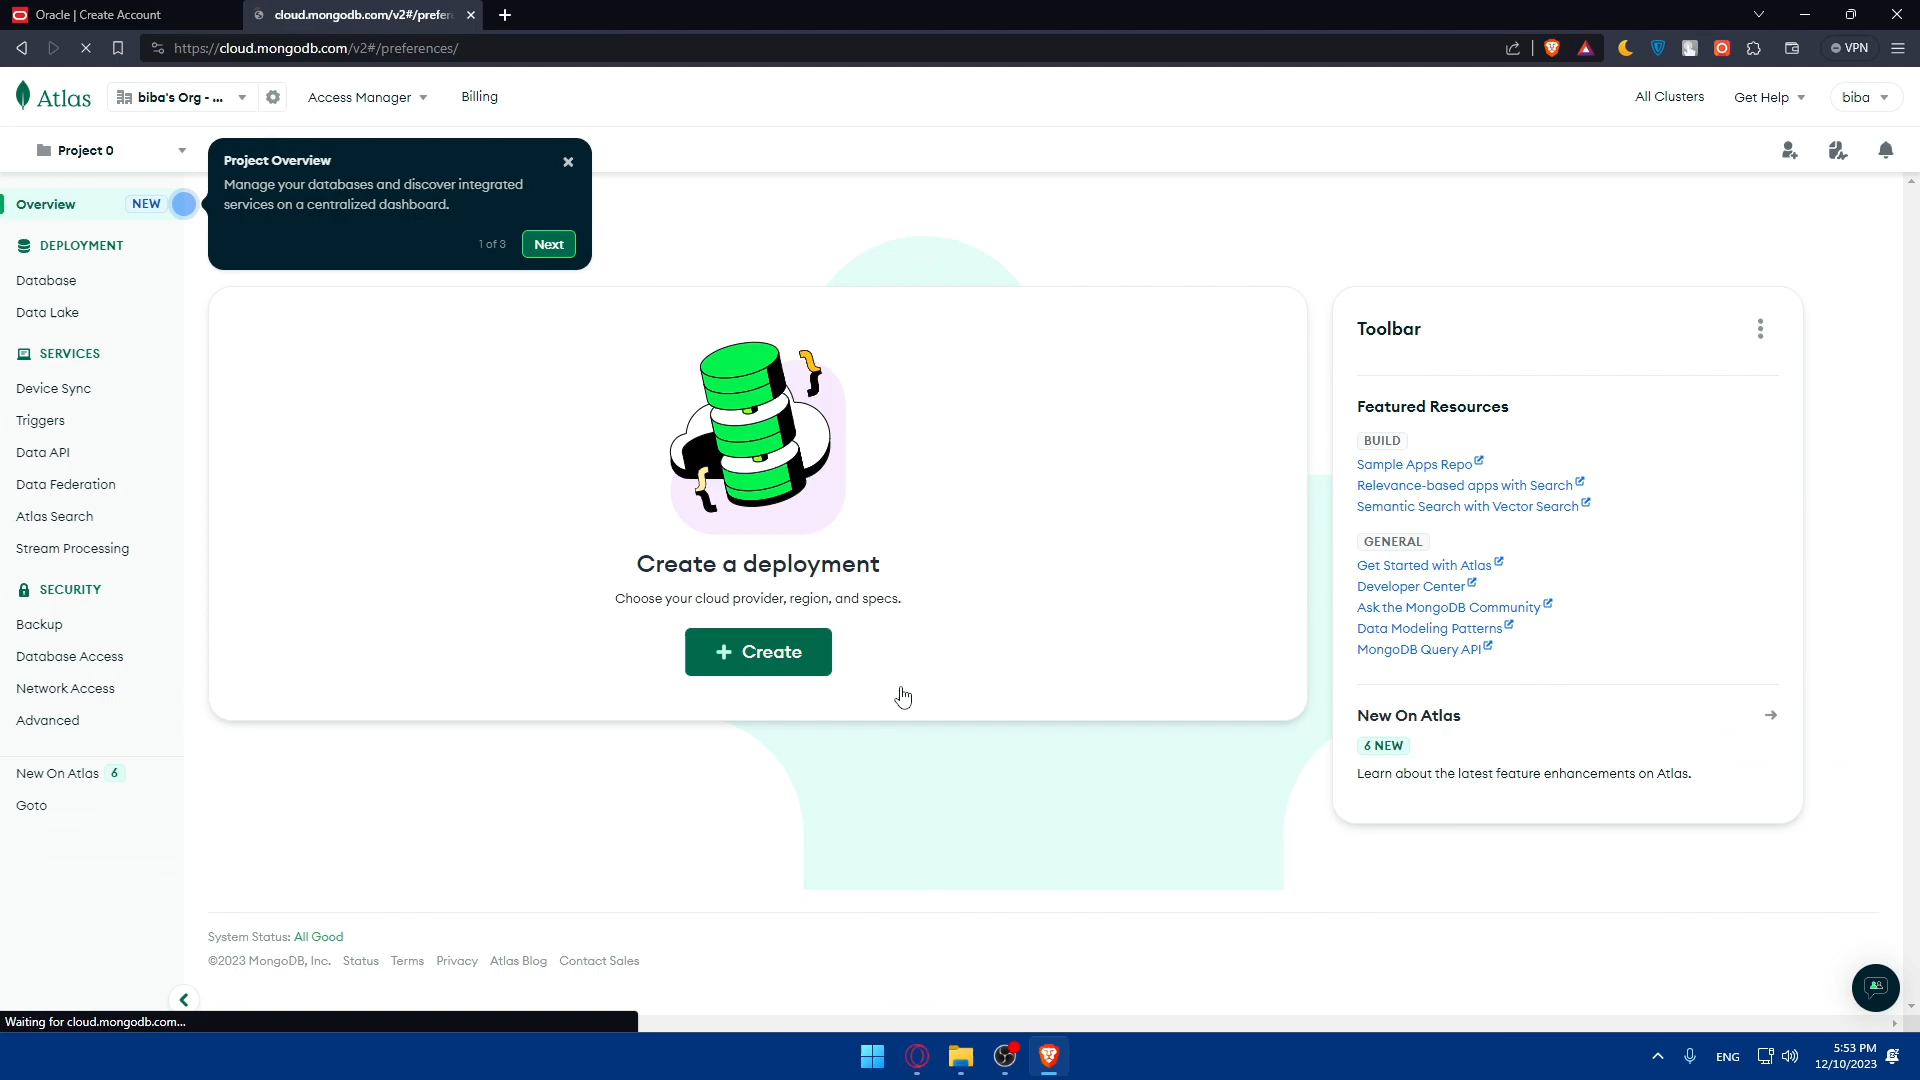 Oracle | Create Account
cloud.mongodb.com/v2#/prefer
https://cloud.mongodb.com/v2#/preferences/
VPN
Atlas
biba's Org - ...
Access Manager
Billing
All Clusters
Get Help
biba
Project 0
Project Overview
Manage your databases and discover integrated
services on a centralized dashboard.
1 of 3
Next
Overview
NEW
DEPLOYMENT
Database
Data Lake
SERVICES
Device Sync
Triggers
Data API
Data Federation
Atlas Search
Stream Processing
SECURITY
Backup
Database Access
Network Access
Advanced
New On Atlas 6
Goto
Create a deployment
Choose your cloud provider, region, and specs.
+ Create
Toolbar
Featured Resources
BUILD
Sample Apps Repo
Relevance-based apps with Search
Semantic Search with Vector Search
GENERAL
Get Started with Atlas
Developer Center
Ask the MongoDB Community
Data Modeling Patterns
MongoDB Query API
New On Atlas
6 NEW
Learn about the latest feature enhancements on Atlas.
System Status: All Good
©2023 MongoDB, Inc. Status Terms Privacy Atlas Blog Contact Sales
Waiting for cloud.mongodb.com...
ENG
5:53 PM
12/10/2023